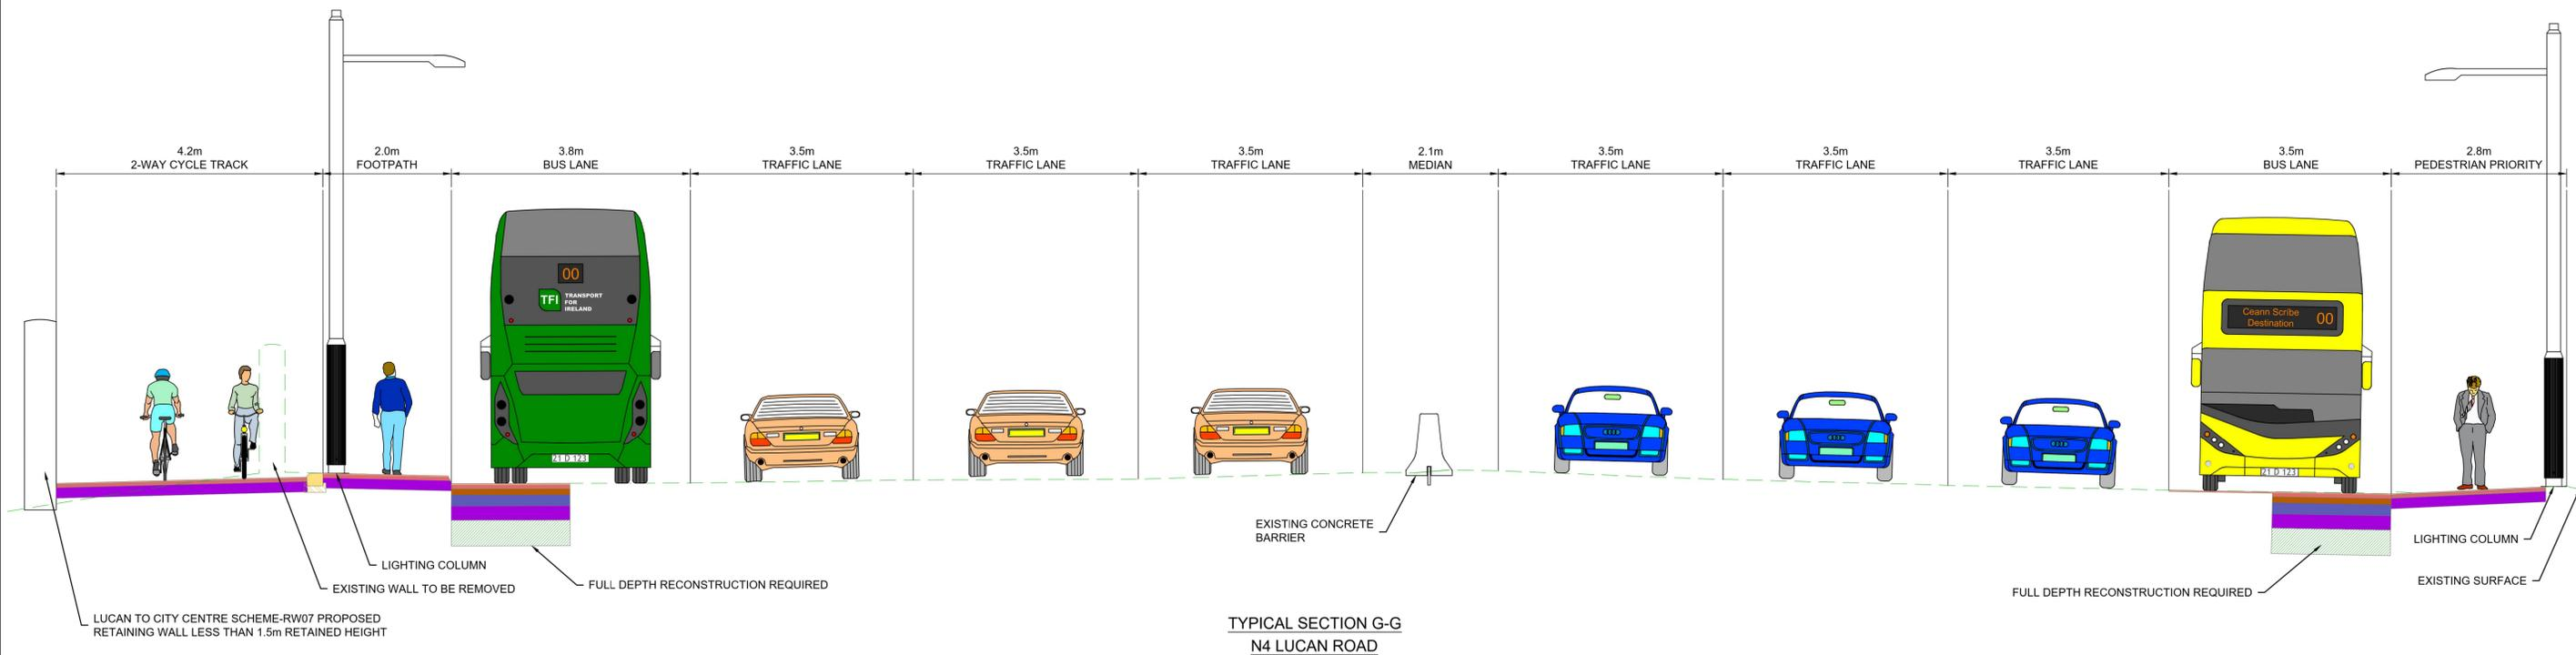 4.2m
2-WAY CYCLE TRACK
2.0m
FOOTPATH
3.8m
BUS LANE
3.5m
TRAFFIC LANE
3.5m
TRAFFIC LANE
3.5m
TRAFFIC LANE
2.1m
MEDIAN
3.5m
TRAFFIC LANE
3.5m
TRAFFIC LANE
3.5m
TRAFFIC LANE
3.5m
BUS LANE
2.8m
PEDESTRIAN PRIORITY
00
TFI
TRANSPORT
FOR
IRELAND
21 D 123
Ceann Scríbe
Destination
00
21 D 123
EXISTING CONCRETE
BARRIER
LIGHTING COLUMN
EXISTING WALL TO BE REMOVED
FULL DEPTH RECONSTRUCTION REQUIRED
LUCAN TO CITY CENTRE SCHEME-RW07 PROPOSED
RETAINING WALL LESS THAN 1.5m RETAINED HEIGHT
LIGHTING COLUMN
EXISTING SURFACE
FULL DEPTH RECONSTRUCTION REQUIRED
TYPICAL SECTION G-G
N4 LUCAN ROAD